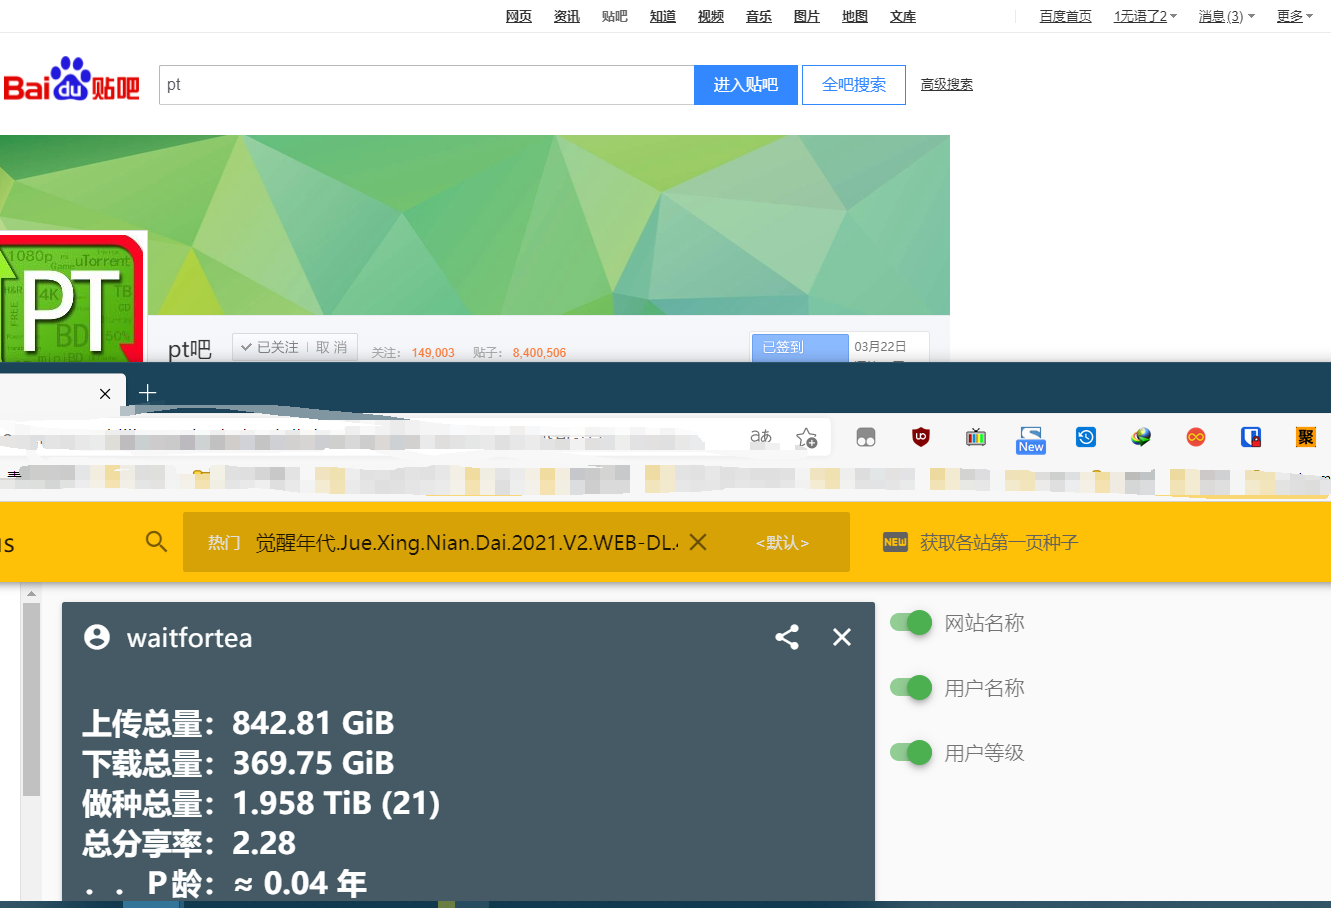 网页 资讯 贴吧 知道 视频 音乐 图片 地图 文库 百度首页 1无语了2 消息(3) 更多
Bai du 贴吧 pt 进入贴吧 全吧搜索 高级搜索
1080p
uTorrent
H&R
4K
TB
CD
FREE
PT
BD
50%
miniBD
pt吧 已关注 取消 关注: 149,003 贴子: 8,400,506 已签到 03月22日
aあ
New
聚
us 热门 觉醒年代.Jue.Xing.Nian.Dai.2021.V2.WEB-DL. <默认> NEW 获取各站第一页种子
waitfortea
网站名称
用户名称
用户等级
上传总量：842.81 GiB
下载总量：369.75 GiB
做种总量：1.958 TiB (21)
总分享率：2.28
．．P龄：≈ 0.04 年